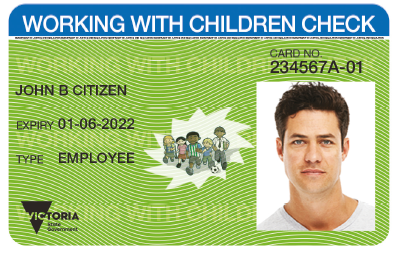 WORKING WITH CHILDREN CHECK
CARD NO.
234567A-01
JOHN B CITIZEN
EXPIRY 01-06-2022
TYPE EMPLOYEE
VICTORIA
State
Government